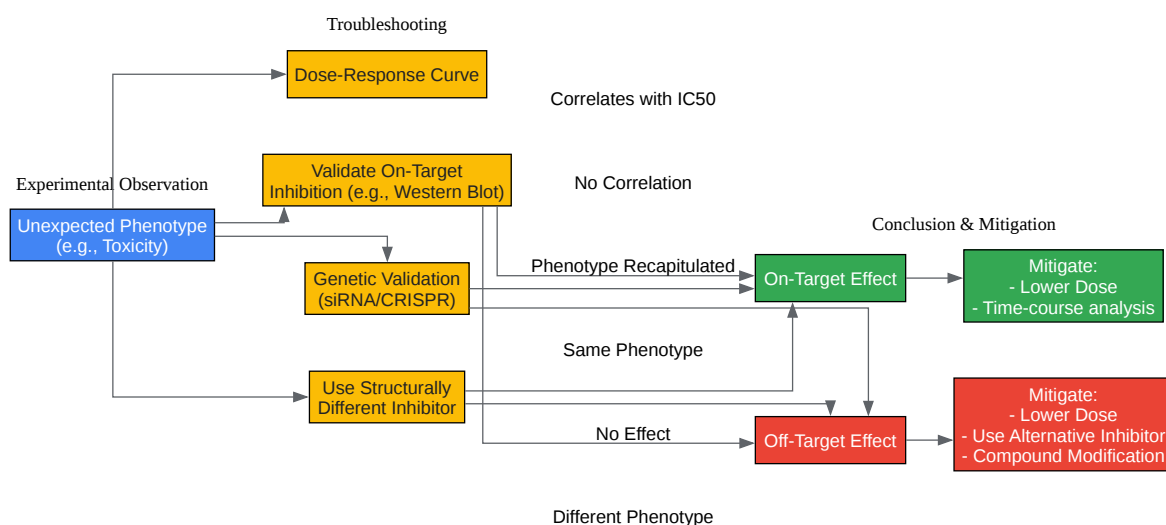 Troubleshooting
Dose-Response Curve
Correlates with IC50
Validate On-Target
Inhibition (e.g., Western Blot)
No Correlation
Experimental Observation
Unexpected Phenotype
(e.g., Toxicity)
Conclusion & Mitigation
Genetic Validation
(siRNA/CRISPR)
Phenotype Recapitulated
On-Target Effect
Mitigate:
- Lower Dose
- Time-course analysis
Same Phenotype
Use Structurally
Different Inhibitor
No Effect
Off-Target Effect
Mitigate:
- Lower Dose
- Use Alternative Inhibitor
- Compound Modification
Different Phenotype